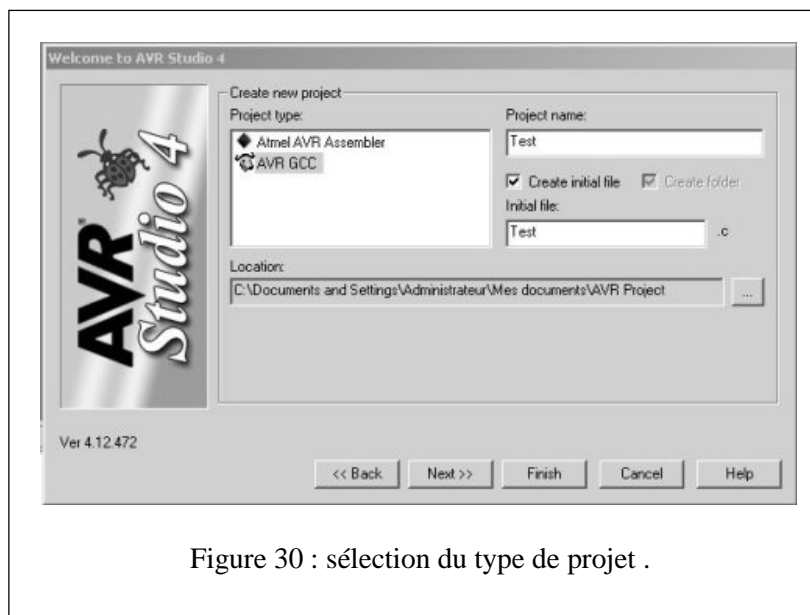 Welcome to AVR Studio 4
AVR
Studio 4
Create new project
Project type:
Atmel AVR Assembler
AVR GCC
Project name:
Test
Create initial file
Create folder
Initial file:
Test
.c
Location:
C:\Documents and Settings\Administrateur\Mes documents\AVR Project
...
Ver 4.12.472
<< Back
Next >>
Finish
Cancel
Help
Figure 30 : sélection du type de projet .